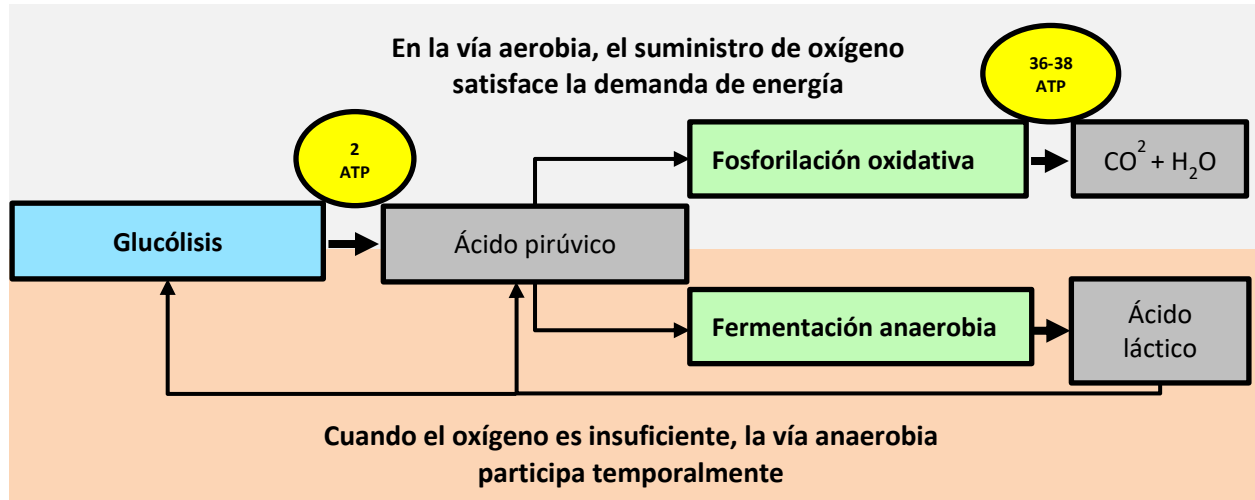 En la vía aerobia, el suministro de oxígeno
satisface la demanda de energía
36-38
ATP
2
ATP
Fosforilación oxidativa
CO² + H₂O
Glucólisis
Ácido pirúvico
Fermentación anaerobia
Ácido
láctico
Cuando el oxígeno es insuficiente, la vía anaerobia
participa temporalmente